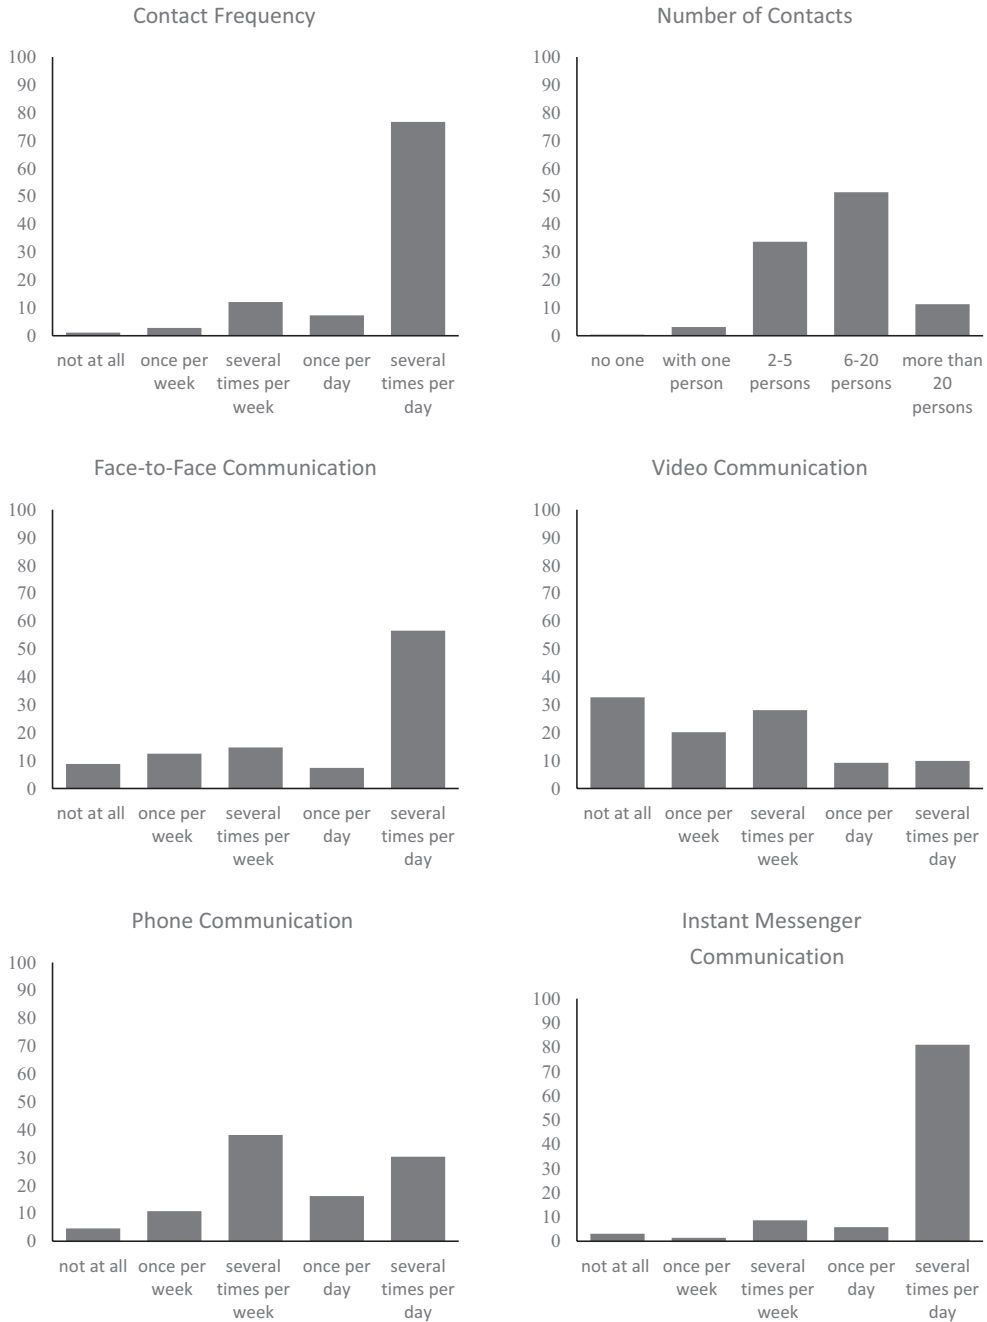 Contact Frequency
100
90
80
70
60
50
40
30
20
10
0
not at all
once per
week
several
times per
week
once per
day
several
times per
day
Number of Contacts
100
90
80
70
60
50
40
30
20
10
0
no one
with one
person
2-5
persons
6-20
persons
more than
20
persons
Face-to-Face Communication
100
90
80
70
60
50
40
30
20
10
0
not at all
once per
week
several
times per
week
once per
day
several
times per
day
Video Communication
100
90
80
70
60
50
40
30
20
10
0
not at all
once per
week
several
times per
week
once per
day
several
times per
day
Phone Communication
100
90
80
70
60
50
40
30
20
10
0
not at all
once per
week
several
times per
week
once per
day
several
times per
day
Instant Messenger
Communication
100
90
80
70
60
50
40
30
20
10
0
not at all
once per
week
several
times per
week
once per
day
several
times per
day